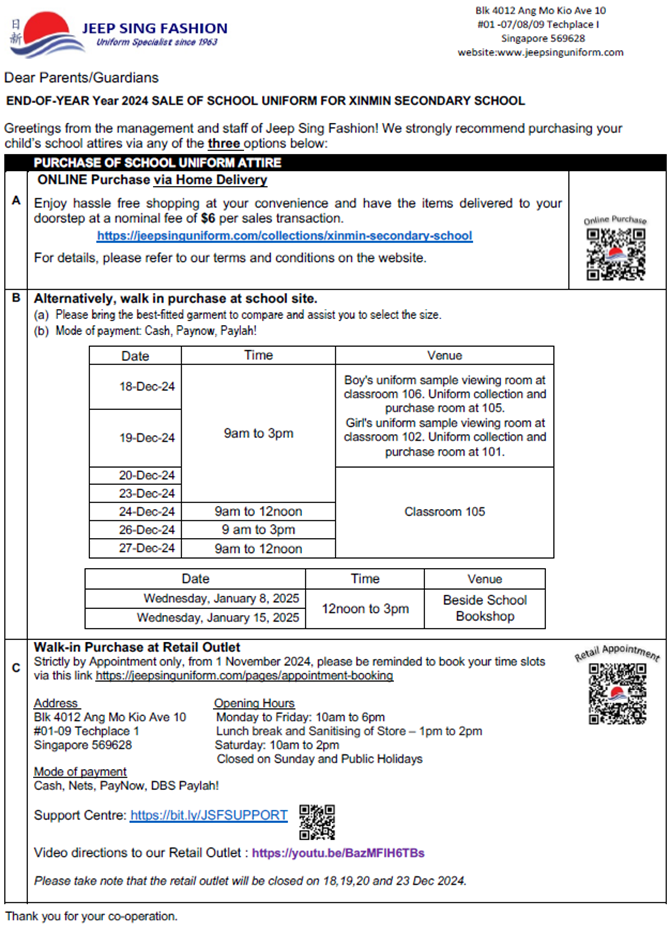 日
新
JEEP SING FASHION
Uniform Specialist since 1963
Blk 4012 Ang Mo Kio Ave 10
#01 -07/08/09 Techplace I
Singapore 569628
website:www.jeepsinguniform.com
Dear Parents/Guardians
END-OF-YEAR Year 2024 SALE OF SCHOOL UNIFORM FOR XINMIN SECONDARY SCHOOL
Greetings from the management and staff of Jeep Sing Fashion! We strongly recommend purchasing your
child's school attires via any of the three options below:
PURCHASE OF SCHOOL UNIFORM ATTIRE
A
ONLINE Purchase via Home Delivery
Enjoy hassle free shopping at your convenience and have the items delivered to your
doorstep at a nominal fee of $6 per sales transaction.
https://jeepsinguniform.com/collections/xinmin-secondary-school
For details, please refer to our terms and conditions on the website.
Online Purchase
B
Alternatively, walk in purchase at school site.
(a) Please bring the best-fitted garment to compare and assist you to select the size.
(b) Mode of payment: Cash, Paynow, Paylah!
Date Time Venue
18-Dec-24
19-Dec-24
20-Dec-24
23-Dec-24
9am to 3pm
Boy's uniform sample viewing room at
classroom 106. Uniform collection and
purchase room at 105.
Girl's uniform sample viewing room at
classroom 102. Uniform collection and
purchase room at 101.
24-Dec-24 9am to 12noon
26-Dec-24 9 am to 3pm
27-Dec-24 9am to 12noon
Classroom 105
Date Time Venue
Wednesday, January 8, 2025
Wednesday, January 15, 2025
12noon to 3pm
Beside School
Bookshop
C
Walk-in Purchase at Retail Outlet
Strictly by Appointment only, from 1 November 2024, please be reminded to book your time slots
via this link https://jeepsinguniform.com/pages/appointment-booking
Retail Appointment
Address
Blk 4012 Ang Mo Kio Ave 10
#01-09 Techplace 1
Singapore 569628
Opening Hours
Monday to Friday: 10am to 6pm
Lunch break and Sanitising of Store – 1pm to 2pm
Saturday: 10am to 2pm
Closed on Sunday and Public Holidays
Mode of payment
Cash, Nets, PayNow, DBS Paylah!
Support Centre: https://bit.ly/JSFSUPPORT
Video directions to our Retail Outlet : https://youtu.be/BazMFlH6TBs
Please take note that the retail outlet will be closed on 18,19,20 and 23 Dec 2024.
Thank you for your co-operation.